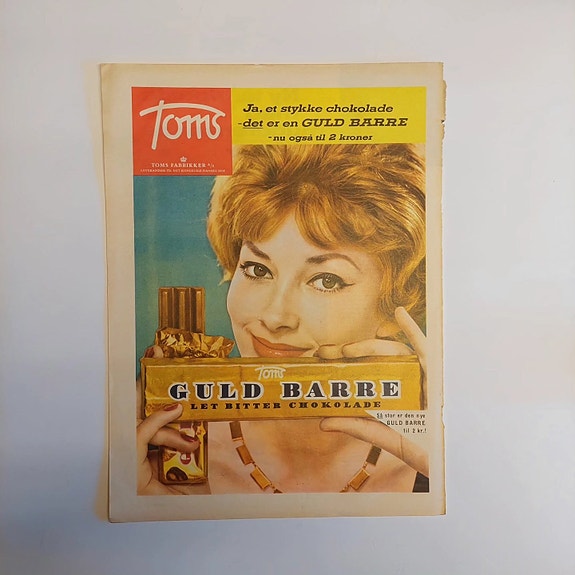 Toms
TOMS FABRIKKER A/S
Ja, et stykke chokolade
-det er en GULD BARRE
-nu også til 2 kroner
Toms
GULD BARRE
LET BITTER CHOKOLADE
Så stor er den nye
GULD BARRE
til 2 kr.!